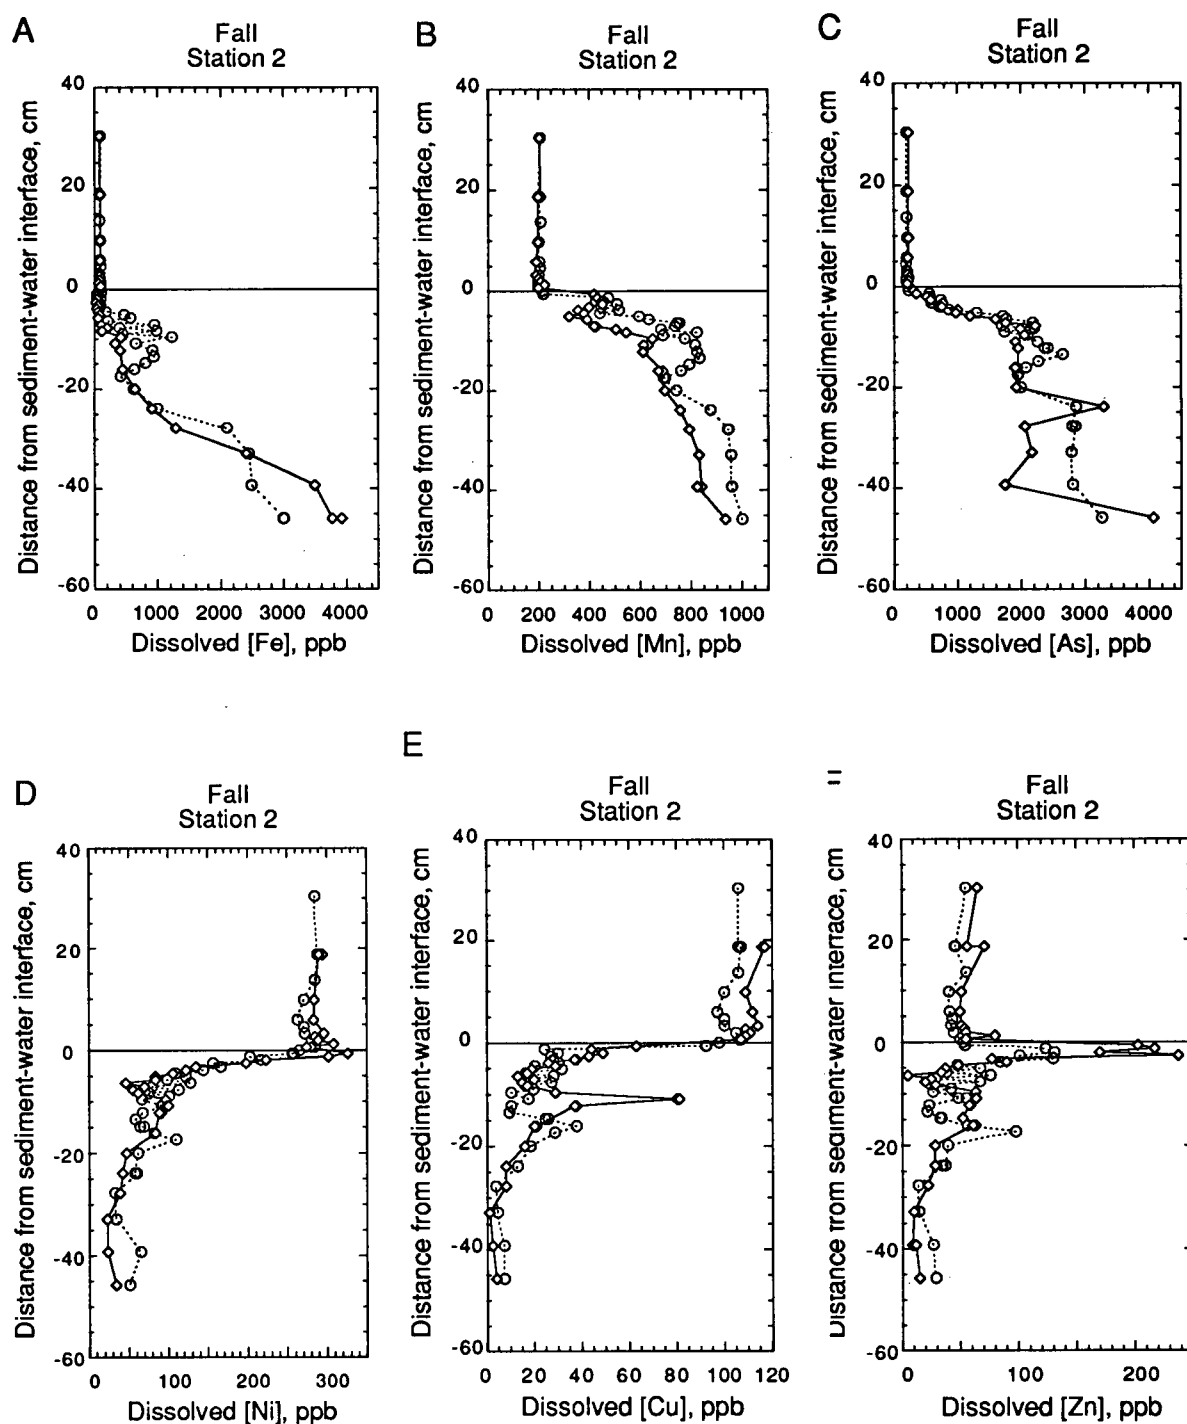 A
Fall
Station 2
Distance from sediment-water interface, cm
40
20
0
-20
-40
-60
0 1000 2000 3000 4000
Dissolved [Fe], ppb
B
Fall
Station 2
Distance from sediment-water interface, cm
40
20
0
-20
-40
-60
0 200 400 600 800 1000
Dissolved [Mn], ppb
C
Fall
Station 2
Distance from sediment-water interface, cm
40
20
0
-20
-40
-60
0 1000 2000 3000 4000
Dissolved [As], ppb
D
Fall
Station 2
Distance from sediment-water interface, cm
40
20
0
-20
-40
-60
0 100 200 300
Dissolved [Ni], ppb
E
Fall
Station 2
Distance from sediment-water interface, cm
40
20
0
-20
-40
-60
0 20 40 60 80 100 120
Dissolved [Cu], ppb
Fall
Station 2
Distance from sediment-water interface, cm
40
20
0
-20
-40
-60
0 100 200
Dissolved [Zn], ppb